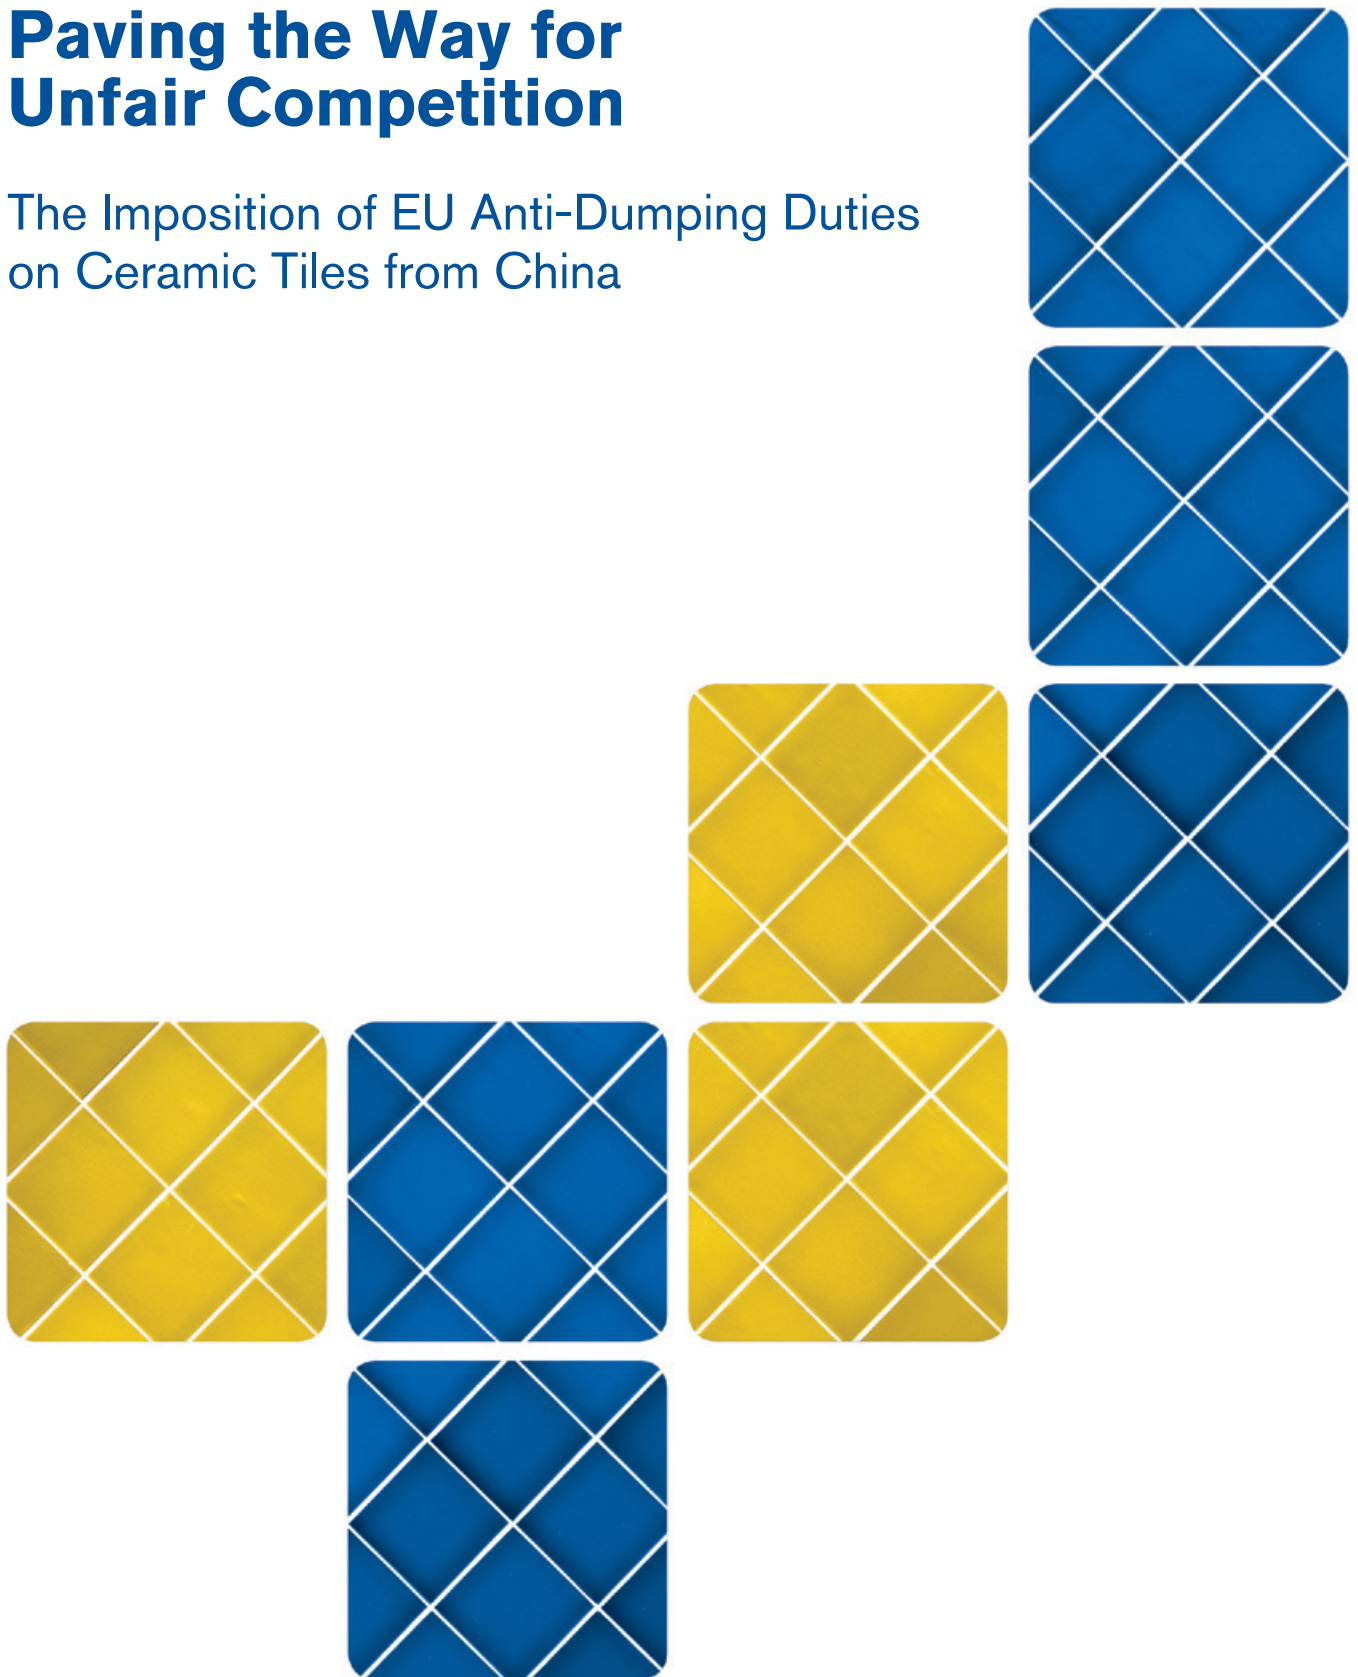 Paving the Way for
Unfair Competition
The Imposition of EU Anti-Dumping Duties
on Ceramic Tiles from China